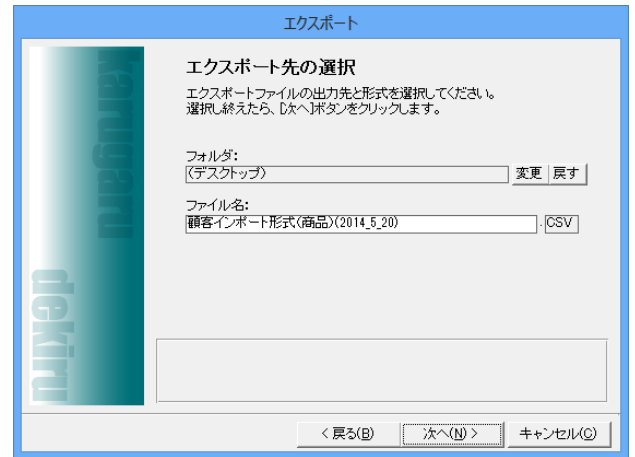 エクスポート
karugaru
dekiru
エクスポート先の選択
エクスポートファイルの出力先と形式を選択してください。
選択し終えたら、[次へ]ボタンをクリックします。
フォルダ:
(デスクトップ) 変更 戻す
ファイル名:
顧客インポート形式(商品)(2014_5_20) . CSV
< 戻る(B) 次へ(N) > キャンセル(C)